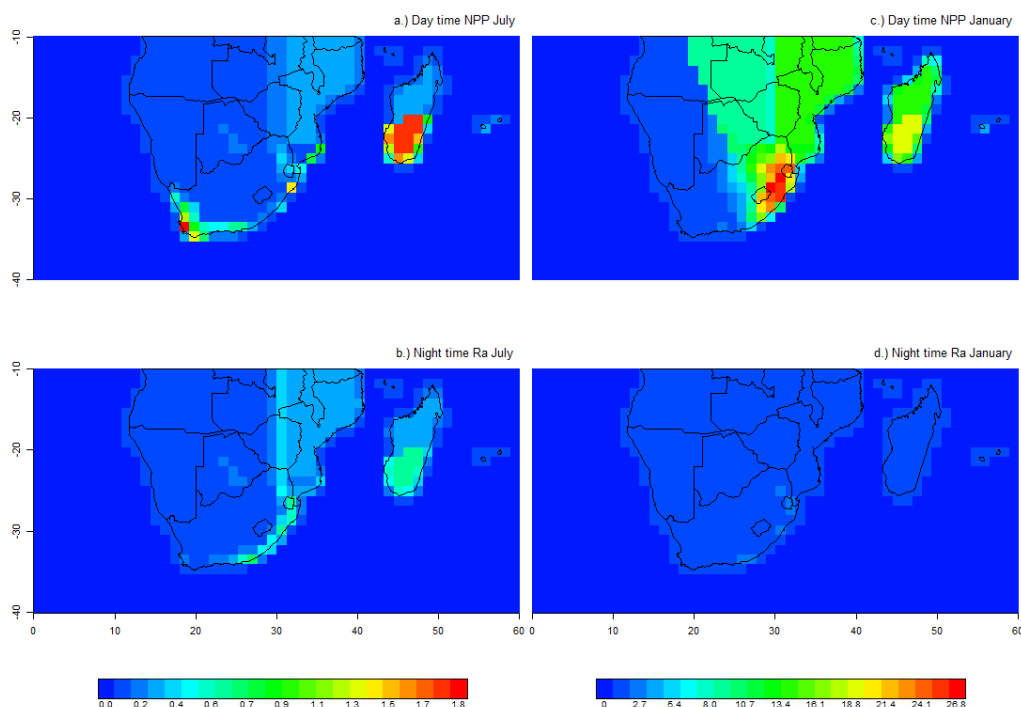 a.) Day time NPP July
c.) Day time NPP January
-10
-20
-30
-40
b.) Night time Ra July
d.) Night time Ra January
-10
-20
-30
-40
0 10 20 30 40 50 60
0 10 20 30 40 50 60
0.0 0.2 0.4 0.6 0.9 1.1 1.3 1.5 1.7 1.8
0 2.7 5.4 8.0 10.7 13.4 16.1 18.8 21.4 24.1 26.8